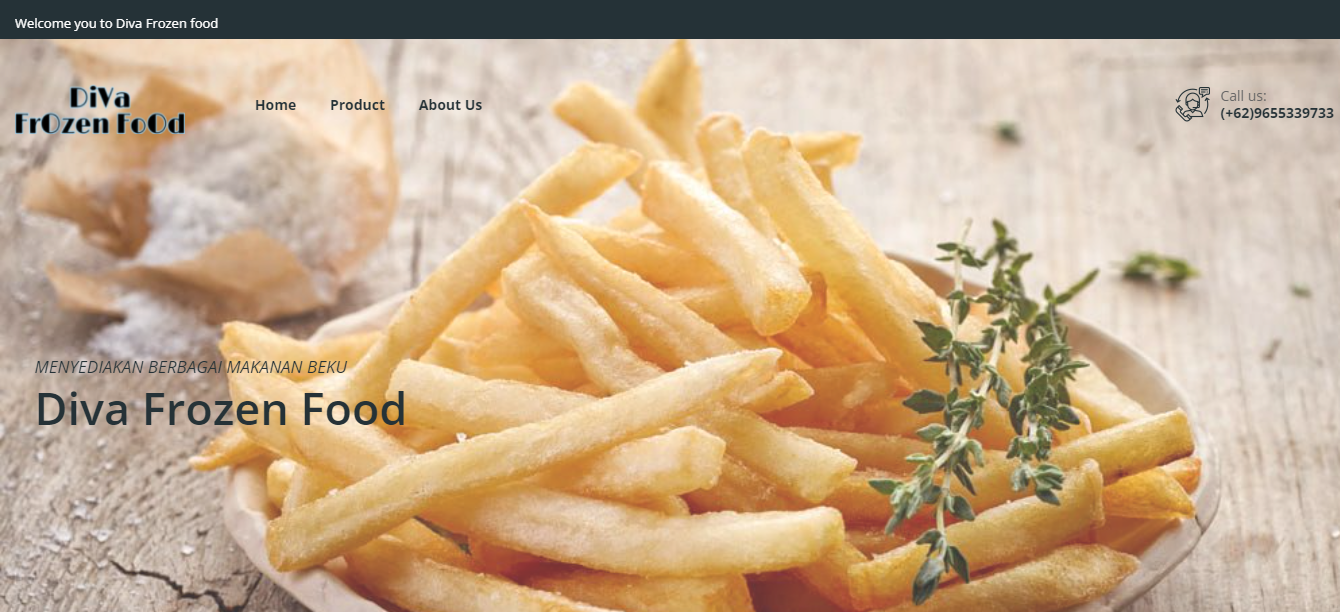 Welcome you to Diva Frozen food
DiVa
FrOzen FoOd
Home
Product
About Us
Call us:
(+62)9655339733
MENYEDIAKAN BERBAGAI MAKANAN BEKU
Diva Frozen Food